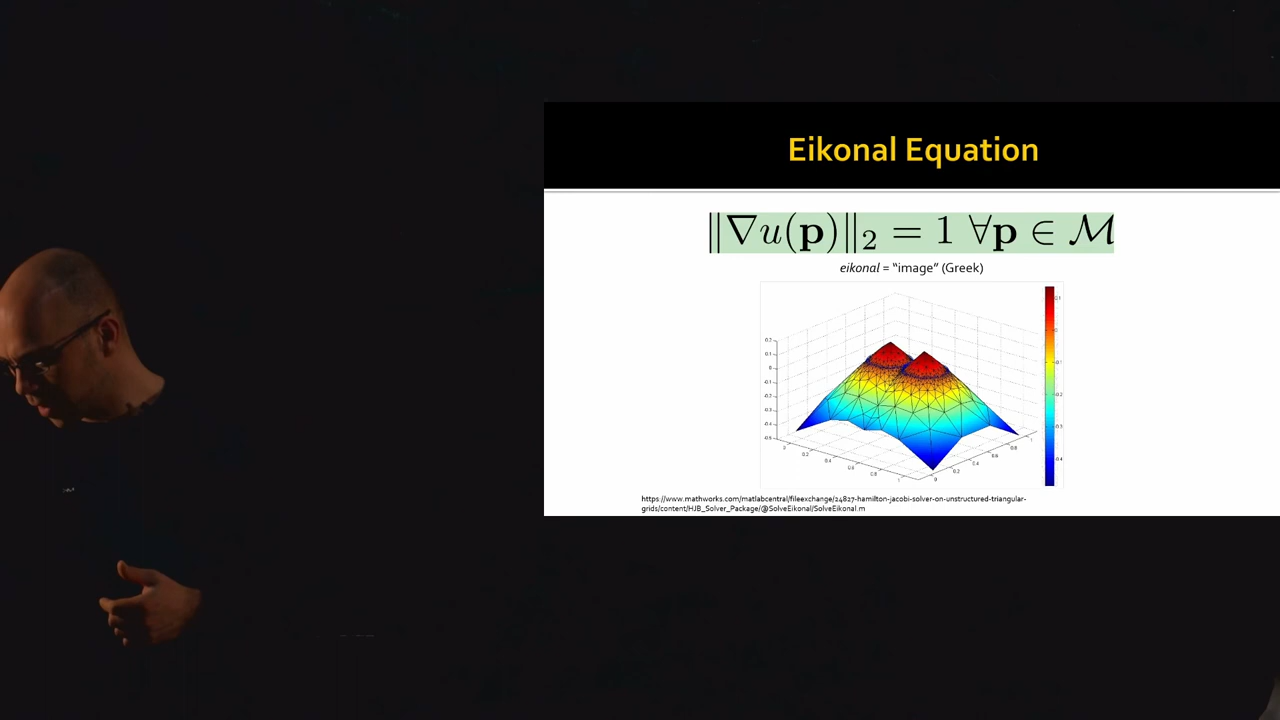 Eikonal Equation
‖∇u(𝐩)‖₂ = 1 ∀𝐩 ∈ ℳ
eikonal = “image” (Greek)
https://www.mathworks.com/matlabcentral/fileexchange/24827-hamilton-jacobi-solver-on-unstructured-triangular-
grids/content/HJB_Solver_Package/@SolveEikonal/SolveEikonal.m